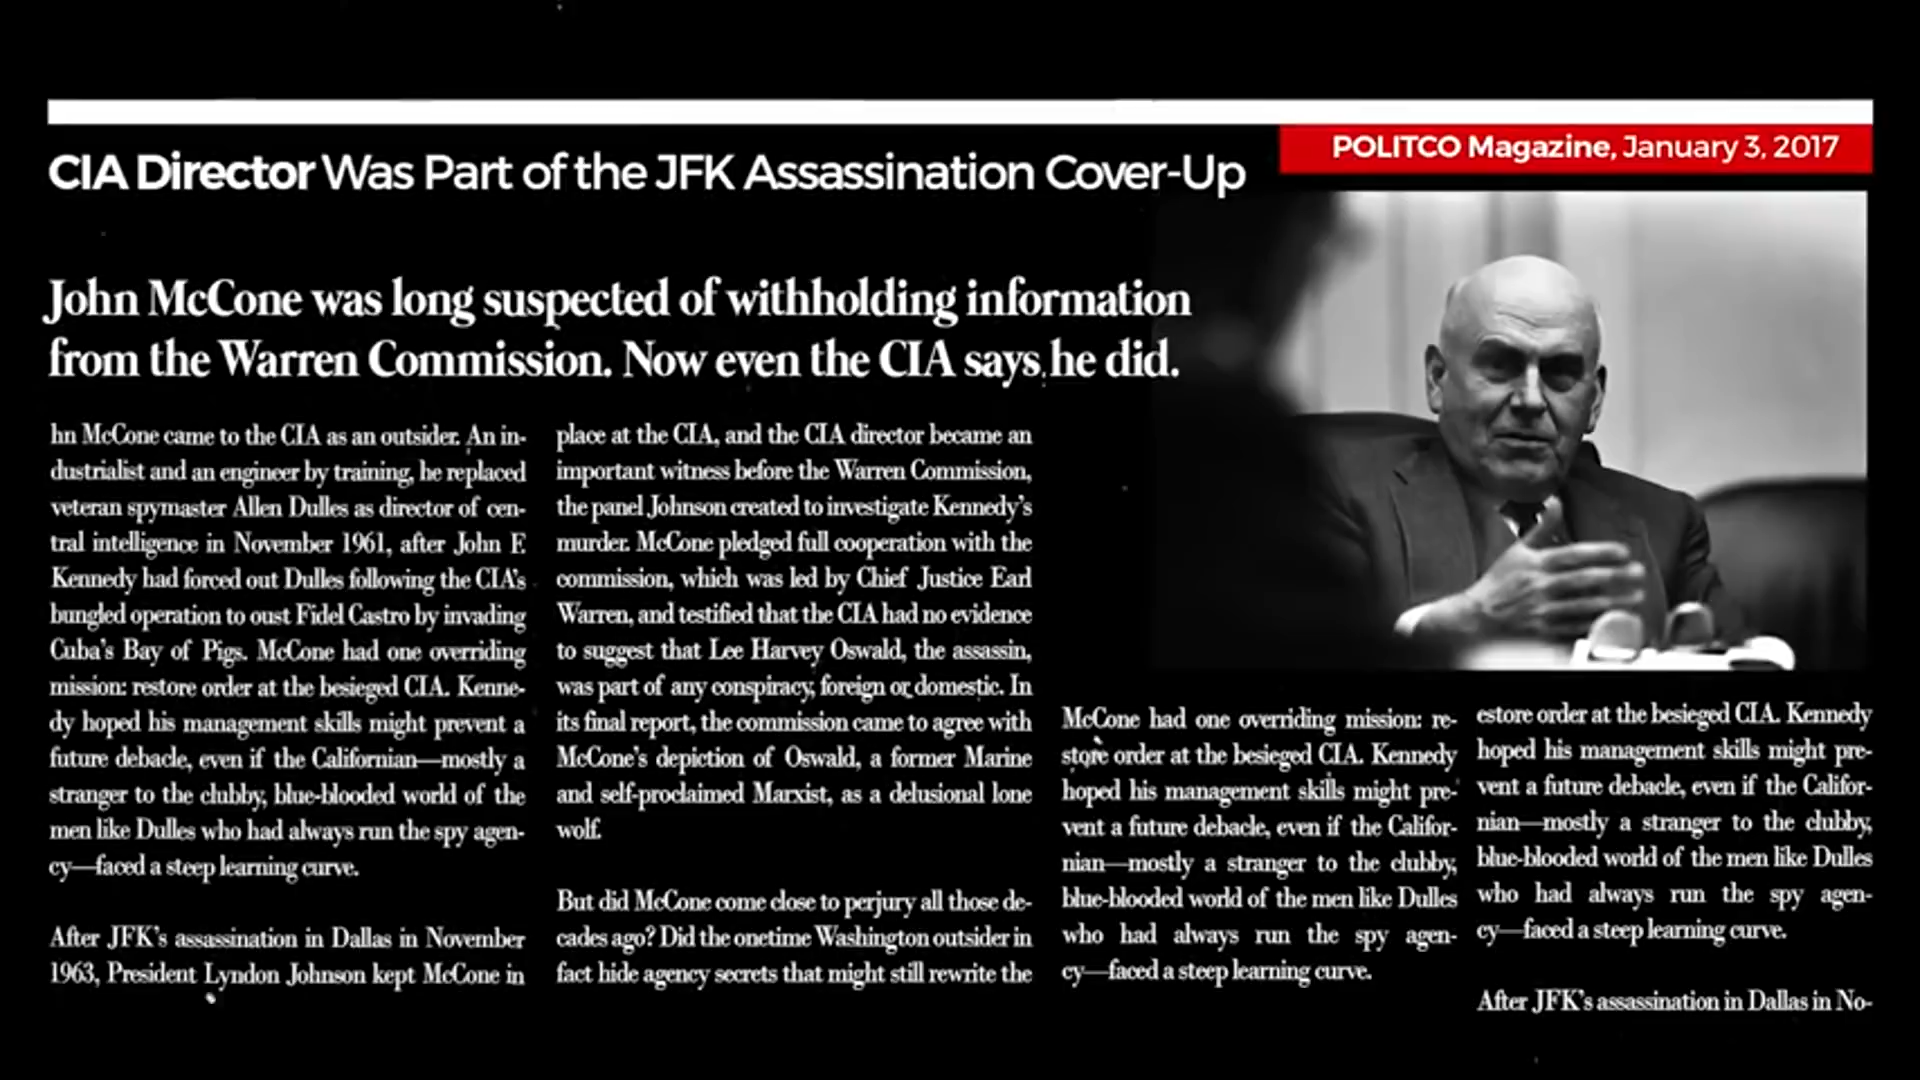 CIA Director Was Part of the JFK Assassination Cover-Up
POLITCO Magazine, January 3, 2017
John McCone was long suspected of withholding information
from the Warren Commission. Now even the CIA says he did.
hn McCone came to the CIA as an outsider. An in-
dustrialist and an engineer by training, he replaced
veteran spymaster Allen Dulles as director of cen-
tral intelligence in November 1961, after John F.
Kennedy had forced out Dulles following the CIA's
bungled operation to oust Fidel Castro by invading
Cuba's Bay of Pigs. McCone had one overriding
mission: restore order at the besieged CIA. Kenne-
dy hoped his management skills might prevent a
future debacle, even if the Californian—mostly a
stranger to the clubby, blue-blooded world of the
men like Dulles who had always run the spy agen-
cy—faced a steep learning curve.
After JFK's assassination in Dallas in November
1963, President Lyndon Johnson kept McCone in
place at the CIA, and the CIA director became an
important witness before the Warren Commission,
the panel Johnson created to investigate Kennedy's
murder. McCone pledged full cooperation with the
commission, which was led by Chief Justice Earl
Warren, and testified that the CIA had no evidence
to suggest that Lee Harvey Oswald, the assassin,
was part of any conspiracy, foreign or domestic. In
its final report, the commission came to agree with
McCone's depiction of Oswald, a former Marine
and self-proclaimed Marxist, as a delusional lone
wolf.
But did McCone come close to perjury all those de-
cades ago? Did the onetime Washington outsider in
fact hide agency secrets that might still rewrite the
McCone had one overriding mission: re-
store order at the besieged CIA. Kennedy
hoped his management skills might pre-
vent a future debacle, even if the Califor-
nian—mostly a stranger to the clubby,
blue-blooded world of the men like Dulles
who had always run the spy agen-
cy—faced a steep learning curve.
estore order at the besieged CIA. Kennedy
hoped his management skills might pre-
vent a future debacle, even if the Califor-
nian—mostly a stranger to the clubby,
blue-blooded world of the men like Dulles
who had always run the spy agen-
cy—faced a steep learning curve.
After JFK's assassination in Dallas in No-